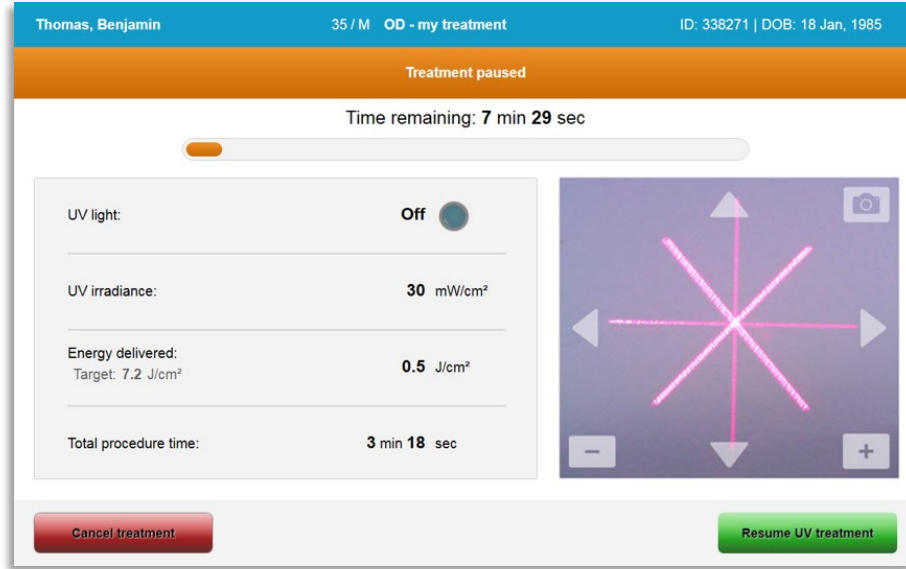 Thomas, Benjamin 35 / M OD - my treatment ID: 338271 | DOB: 18 Jan, 1985
Treatment paused
Time remaining: 7 min 29 sec
UV light: Off
UV irradiance: 30 mW/cm²
Energy delivered:
Target: 7.2 J/cm²
0.5 J/cm²
Total procedure time: 3 min 18 sec
Cancel treatment
Resume UV treatment